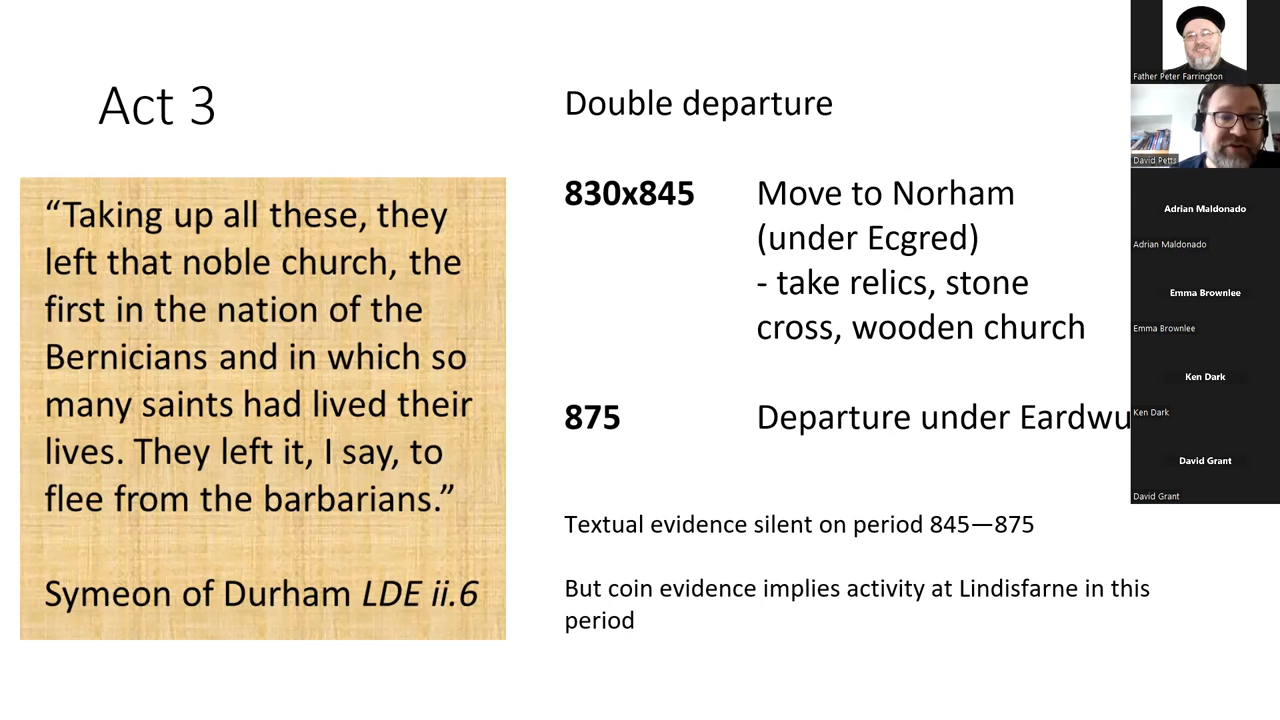 Act 3
“Taking up all these, they
left that noble church, the
first in the nation of the
Bernicians and in which so
many saints had lived their
lives. They left it, I say, to
flee from the barbarians.”
Symeon of Durham LDE ii.6
Double departure
830x845 Move to Norham
(under Ecgred)
- take relics, stone
cross, wooden church
875 Departure under Eardwu
Textual evidence silent on period 845—875
But coin evidence implies activity at Lindisfarne in this
period
Father Peter Farrington
David Petts
Adrian Maldonado
Adrian Maldonado
Emma Brownlee
Emma Brownlee
Ken Dark
Ken Dark
David Grant
David Grant